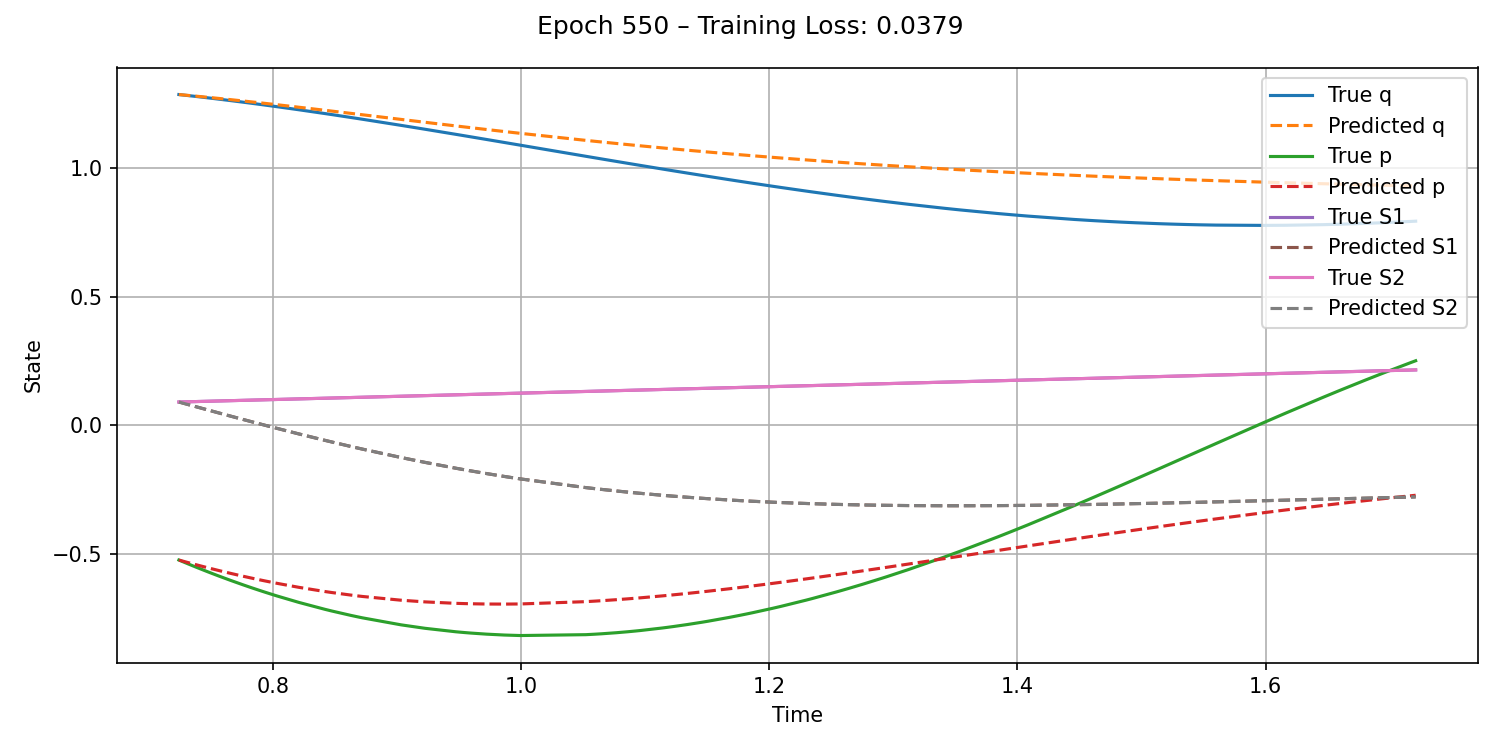 Epoch 550 – Training Loss: 0.0379
True q
Predicted q
True p
Predicted p
True S1
Predicted S1
True S2
Predicted S2
1.0
0.5
0.0
−0.5
State
0.8
1.0
1.2
1.4
1.6
Time